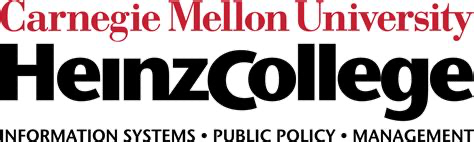 Carnegie Mellon University
HeinzCollege
INFORMATION SYSTEMS • PUBLIC POLICY • MANAGEMENT